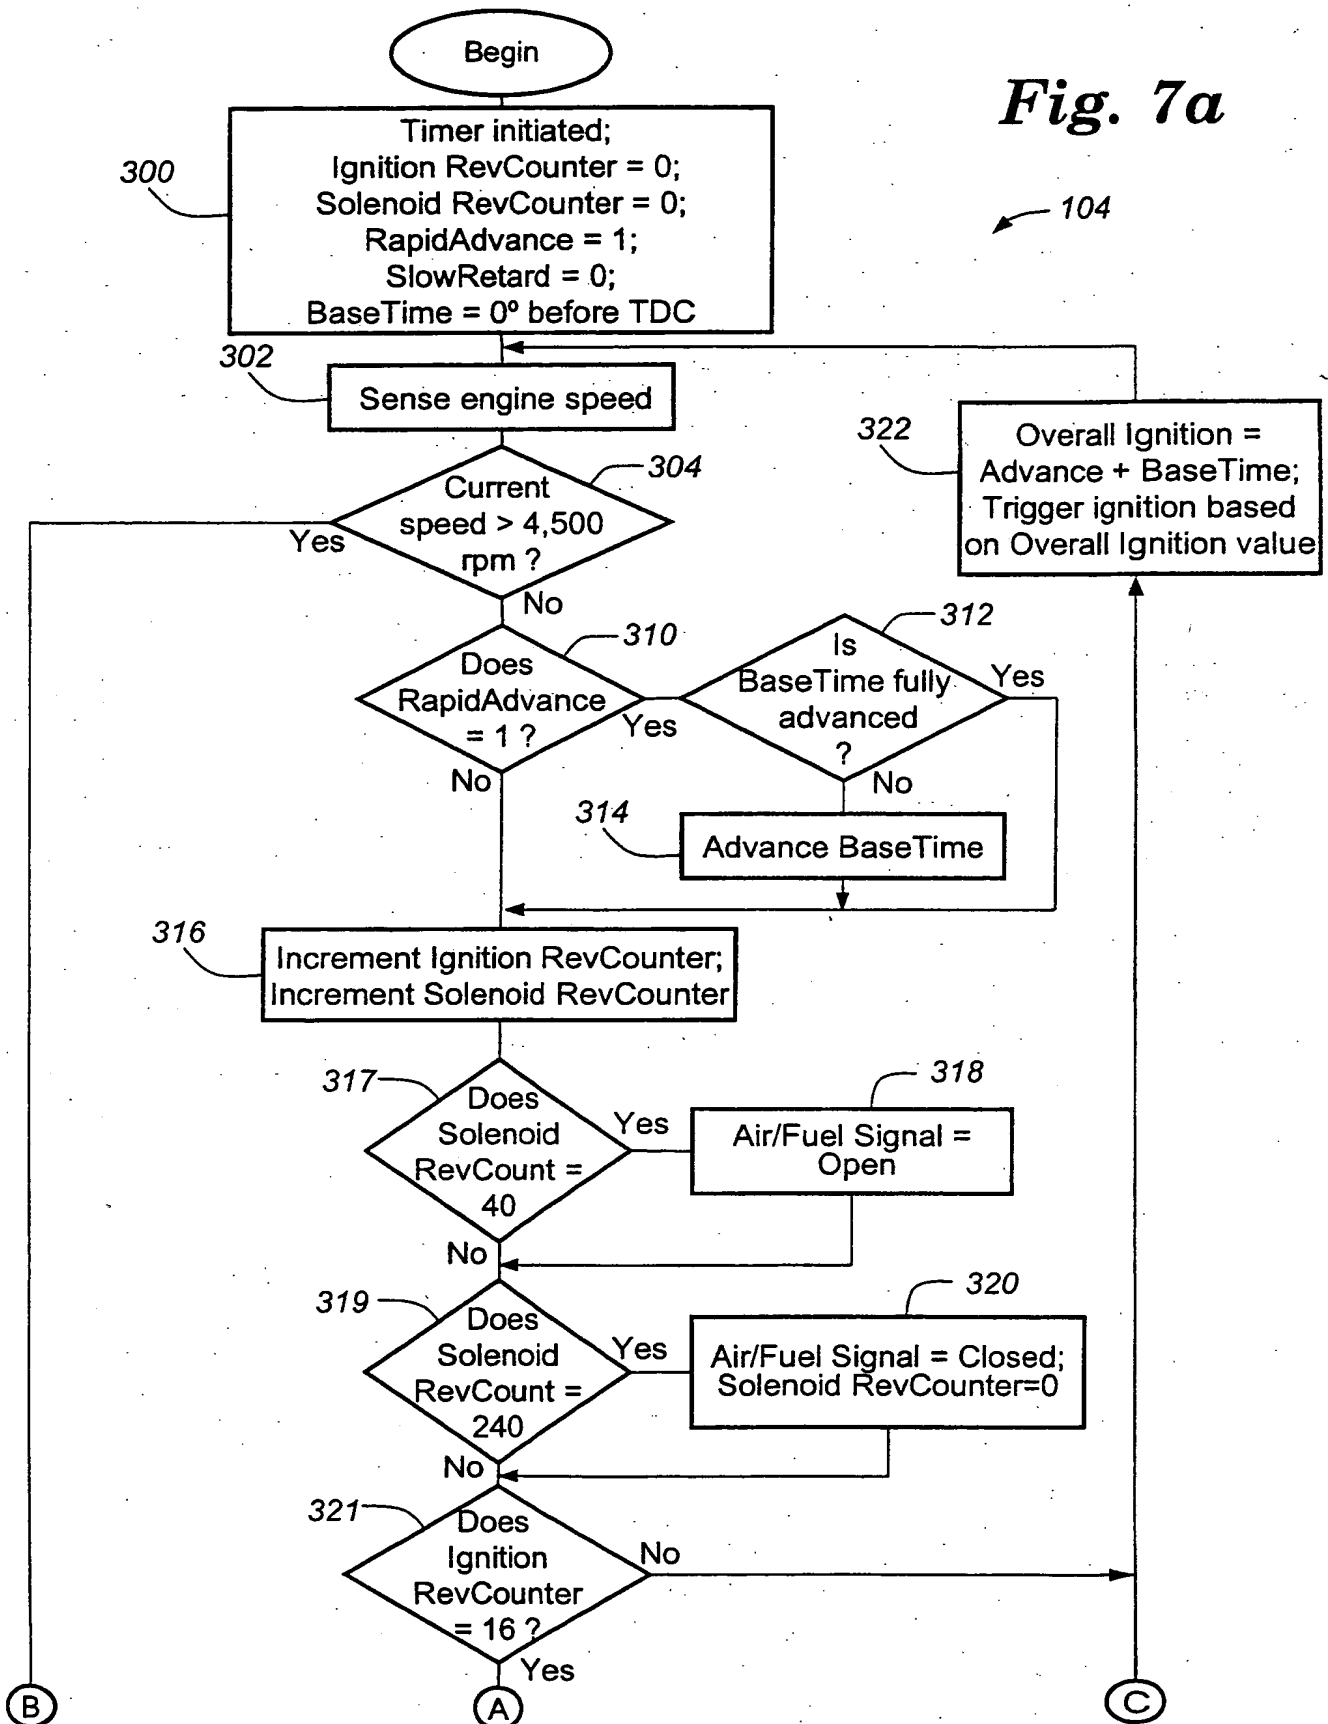 Begin
Fig. 7a
104
300
Timer initiated;
Ignition RevCounter = 0;
Solenoid RevCounter = 0;
RapidAdvance = 1;
SlowRetard = 0;
BaseTime = 0º before TDC
302
Sense engine speed
304
Current
speed > 4,500
rpm ?
Yes
No
322
Overall Ignition =
Advance + BaseTime;
Trigger ignition based
on Overall Ignition value
310
Does
RapidAdvance
= 1 ?
Yes
No
312
Is
BaseTime fully
advanced
?
Yes
No
314
Advance BaseTime
316
Increment Ignition RevCounter;
Increment Solenoid RevCounter
317
Does
Solenoid
RevCount =
40
Yes
No
318
Air/Fuel Signal =
Open
319
Does
Solenoid
RevCount =
240
Yes
No
320
Air/Fuel Signal = Closed;
Solenoid RevCounter=0
321
Does
Ignition
RevCounter
= 16 ?
No
Yes
B
A
C